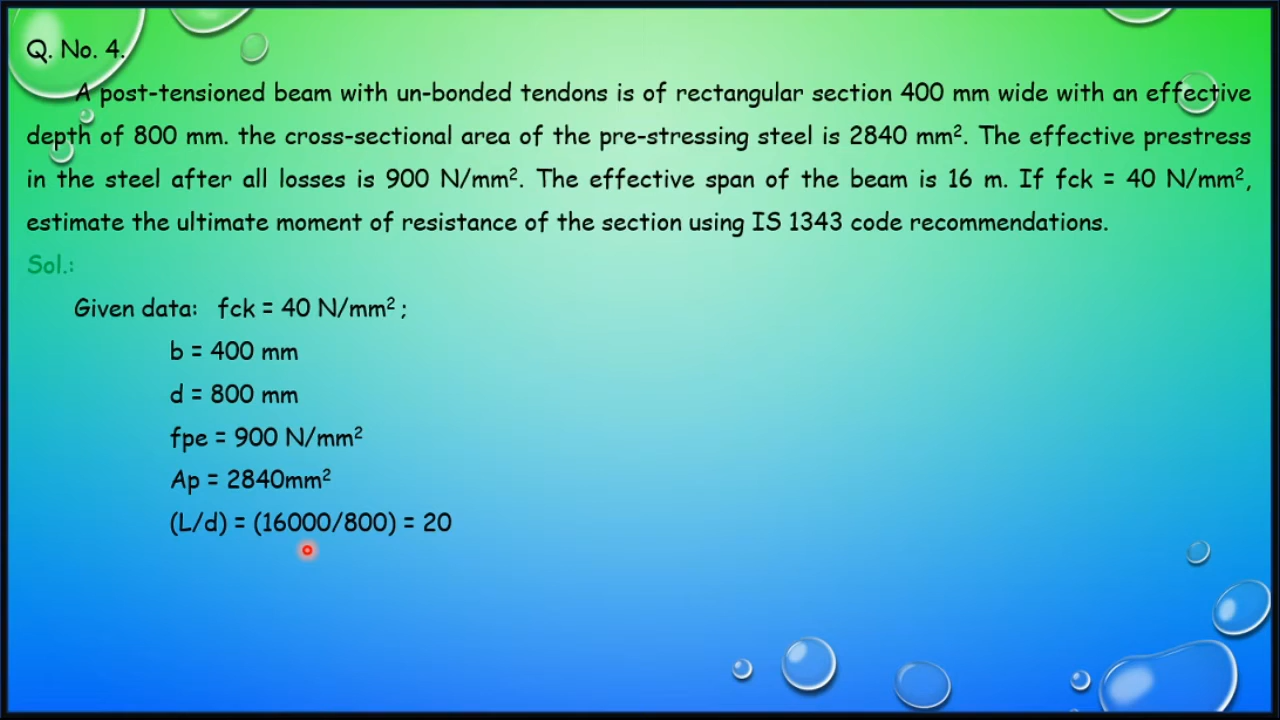 Q. No. 4.
A post-tensioned beam with un-bonded tendons is of rectangular section 400 mm wide with an effective
depth of 800 mm. the cross-sectional area of the pre-stressing steel is 2840 mm². The effective prestress
in the steel after all losses is 900 N/mm². The effective span of the beam is 16 m. If fck = 40 N/mm²,
estimate the ultimate moment of resistance of the section using IS 1343 code recommendations.
Sol.:
Given data: fck = 40 N/mm² ;
b = 400 mm
d = 800 mm
fpe = 900 N/mm²
Ap = 2840mm²
(L/d) = (16000/800) = 20